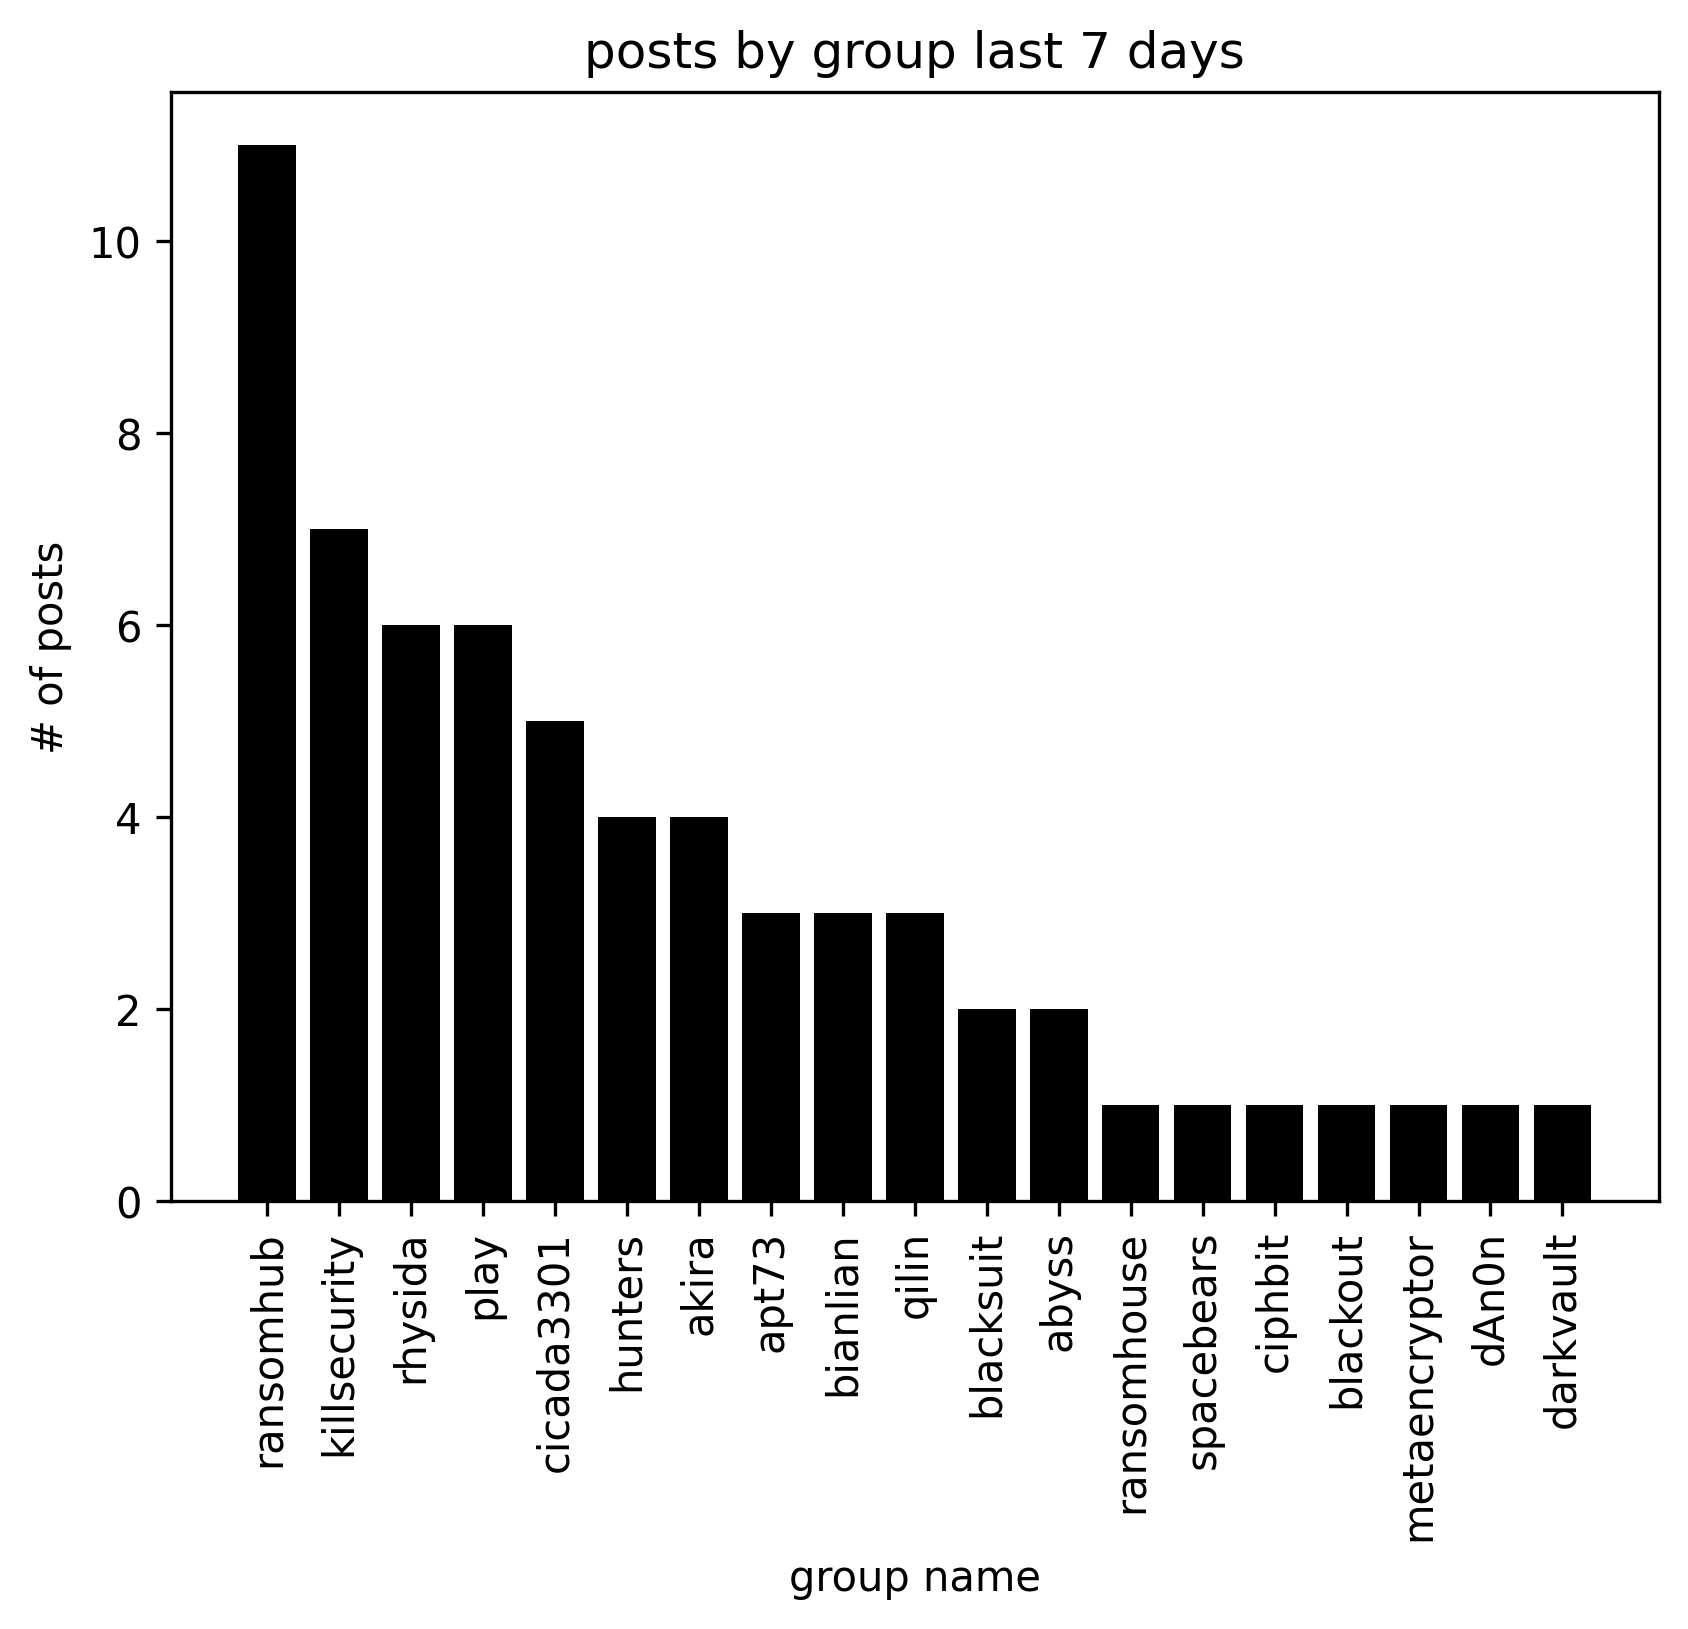 posts by group last 7 days
# of posts
10
8
6
4
2
0
ransomhub
killsecurity
rhysida
play
cicada3301
hunters
akira
apt73
bianlian
qilin
blacksuit
abyss
ransomhouse
spacebears
ciphbit
blackout
metaencryptor
dAn0n
darkvault
group name